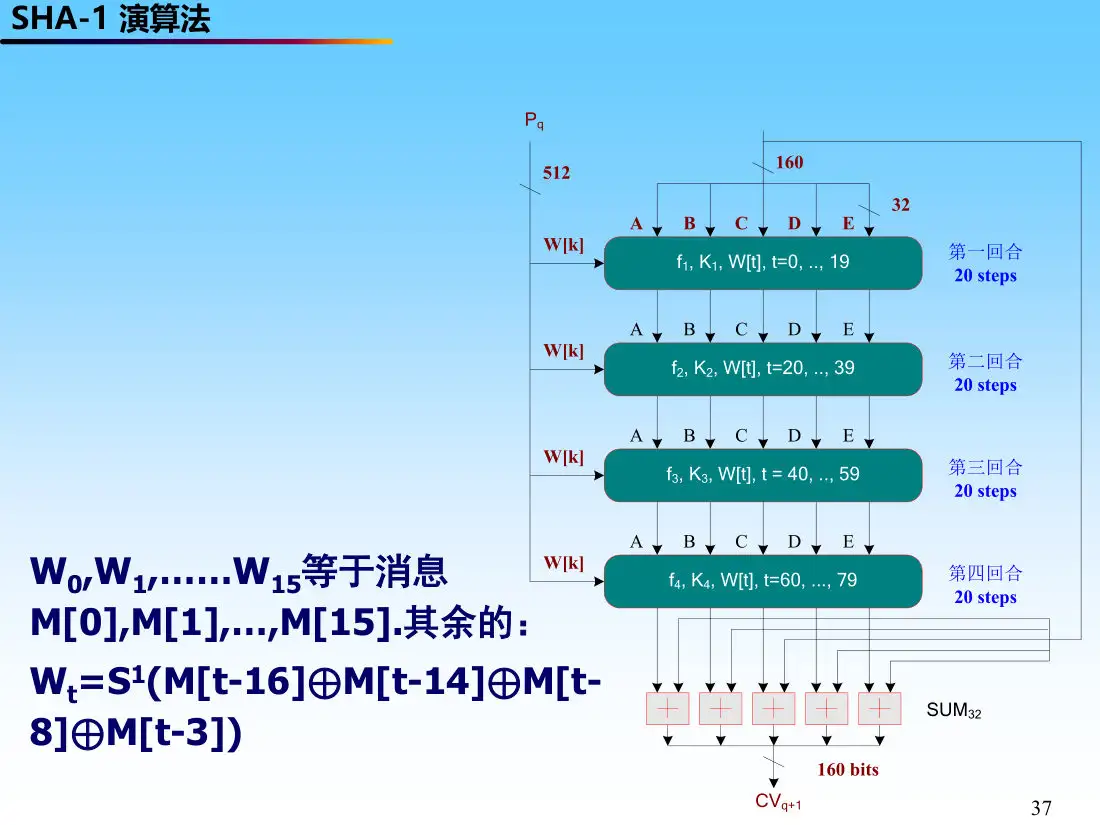 SHA-1 演算法
Pq
512
160
32
A B C D E
W[k]
f1, K1, W[t], t=0, .., 19
第一回合
20 steps
A B C D E
W[k]
f2, K2, W[t], t=20, .., 39
第二回合
20 steps
A B C D E
W[k]
f3, K3, W[t], t = 40, .., 59
第三回合
20 steps
A B C D E
W[k]
f4, K4, W[t], t=60, ..., 79
第四回合
20 steps
W0,W1,……W15等于消息
M[0],M[1],…,M[15].其余的：
Wt=S¹(M[t-16]⊕M[t-14]⊕M[t-
8]⊕M[t-3])
+ + + + +
SUM32
160 bits
CVq+1
37